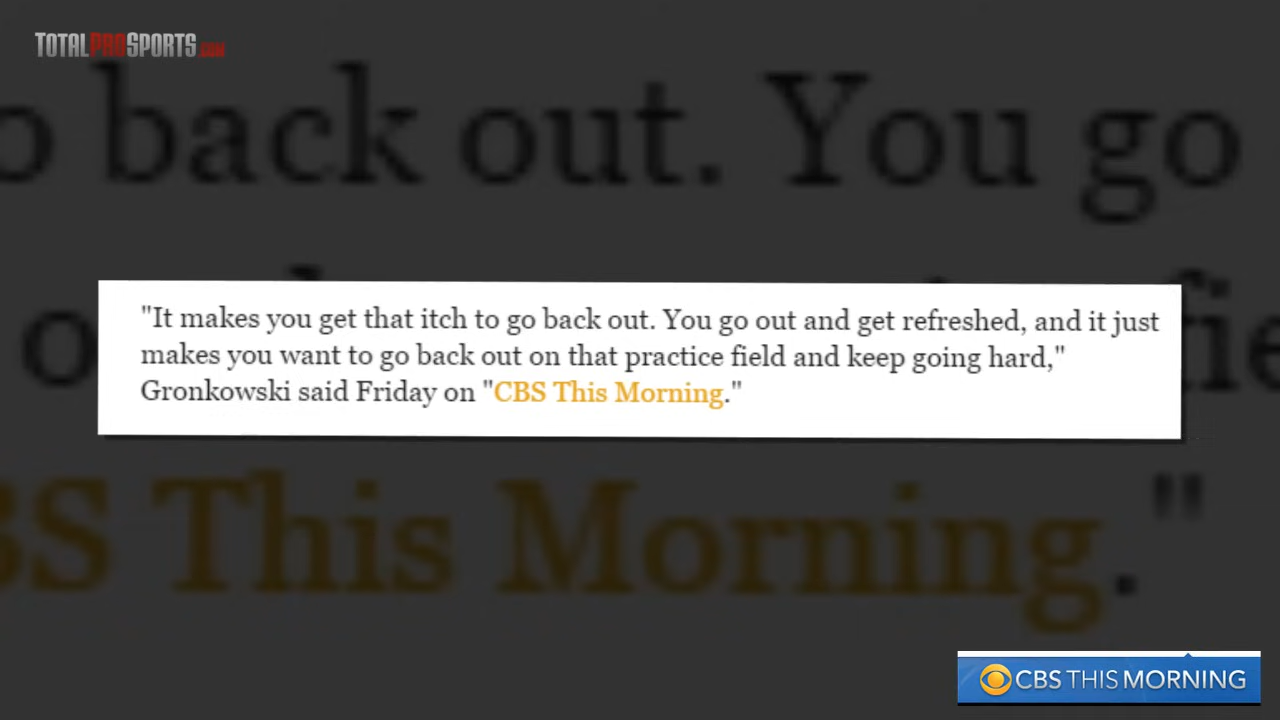 TOTALPROSPORTS.COM
o back out. You go
"It makes you get that itch to go back out. You go out and get refreshed, and it just
makes you want to go back out on that practice field and keep going hard,"
Gronkowski said Friday on "CBS This Morning."
BS This Morning."
CBS THIS MORNING